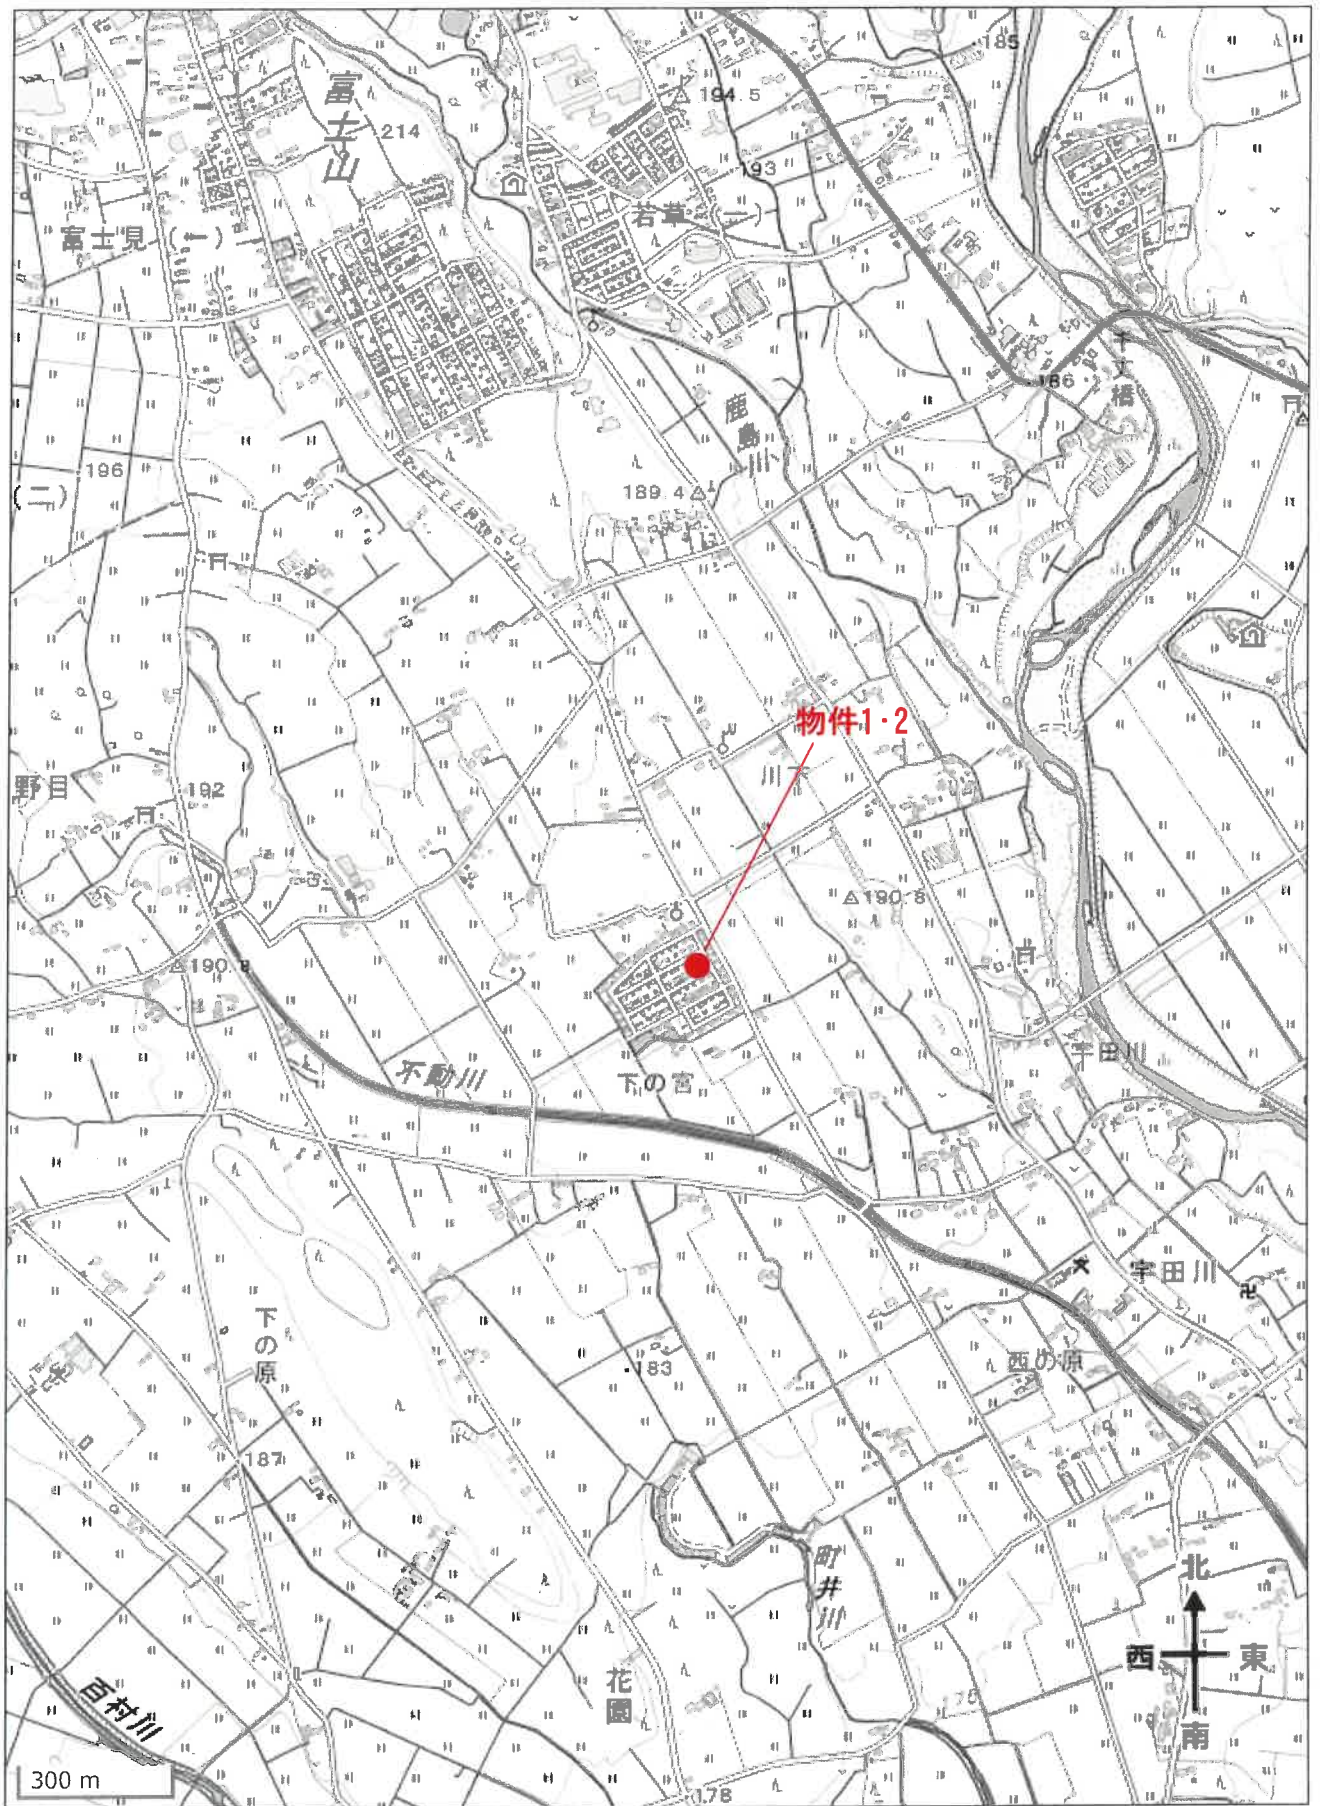 185
194.5
富士山
214
193
若草(二)
富士見(一)
千丈橋
186
鹿島川
196
(二)
189.4
物件1・2
川下
野目
192
190.8
190.8
宇田川
不動川
下の宮
宇田川
下の原
西の原
183
187
町井川
北
西
東
南
花園
百村川
300 m
178